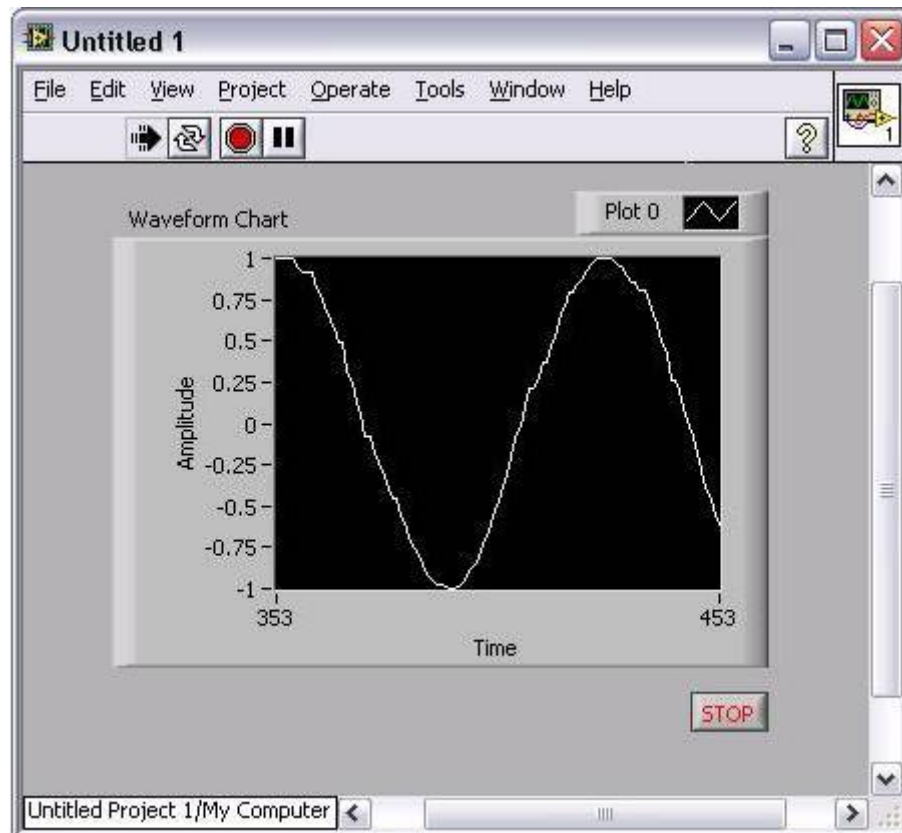 Untitled 1
File Edit View Project Operate Tools Window Help
1
Plot 0
Waveform Chart
1
0.75
0.5
0.25
0
-0.25
-0.5
-0.75
-1
Amplitude
353 453
Time
STOP
Untitled Project 1/My Computer